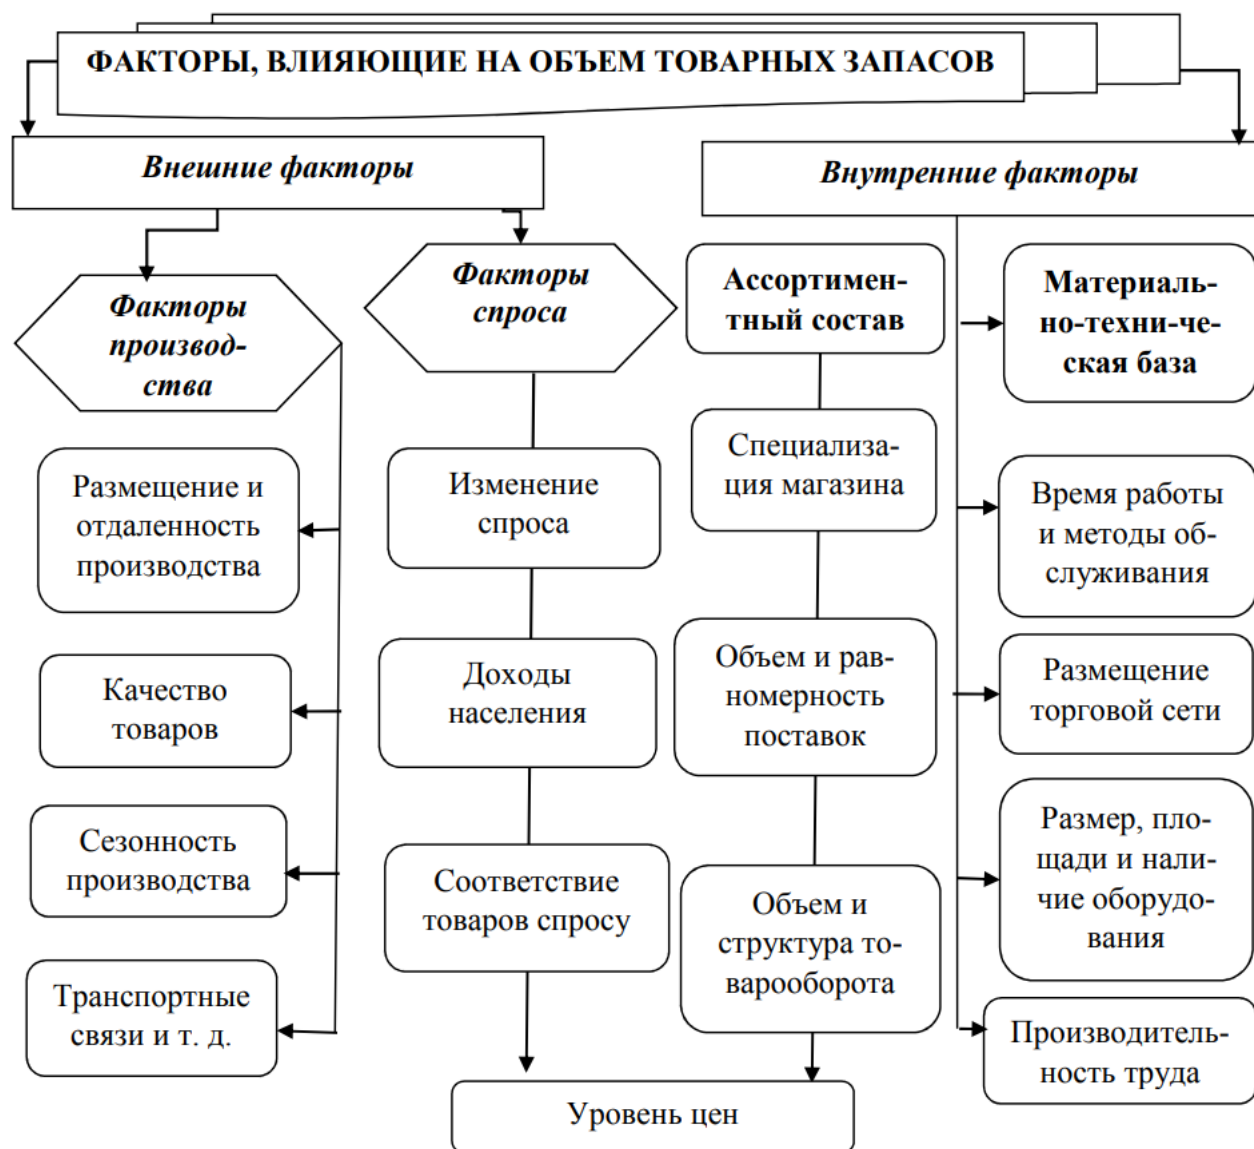 ФАКТОРЫ, ВЛИЯЮЩИЕ НА ОБЪЕМ ТОВАРНЫХ ЗАПАСОВ
Внешние факторы
Факторы
производ-
ства
Размещение и
отдаленность
производства
Качество
товаров
Сезонность
производства
Транспортные
связи и т. д.
Факторы
спроса
Изменение
спроса
Доходы
населения
Соответствие
товаров спросу
Внутренние факторы
Ассортимен-
тный состав
Специализа-
ция магазина
Объем и рав-
номерность
поставок
Объем и
структура то-
варооборота
Уровень цен
Материаль-
но-техни-че-
ская база
Время работы
и методы об-
служивания
Размещение
торговой сети
Размер, пло-
щади и нали-
чие оборудо-
вания
Производитель-
ность труда